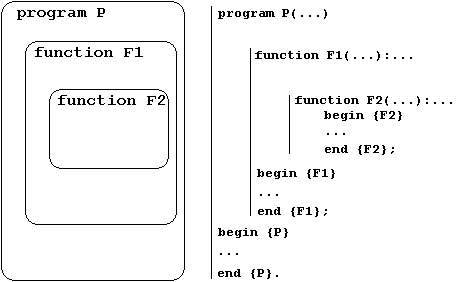 program P
function F1
function F2
program P(...)
function F1(...):...
function F2(...):...
begin {F2}
...
end {F2};
begin {F1}
...
end {F1};
begin {P}
...
end {P}.